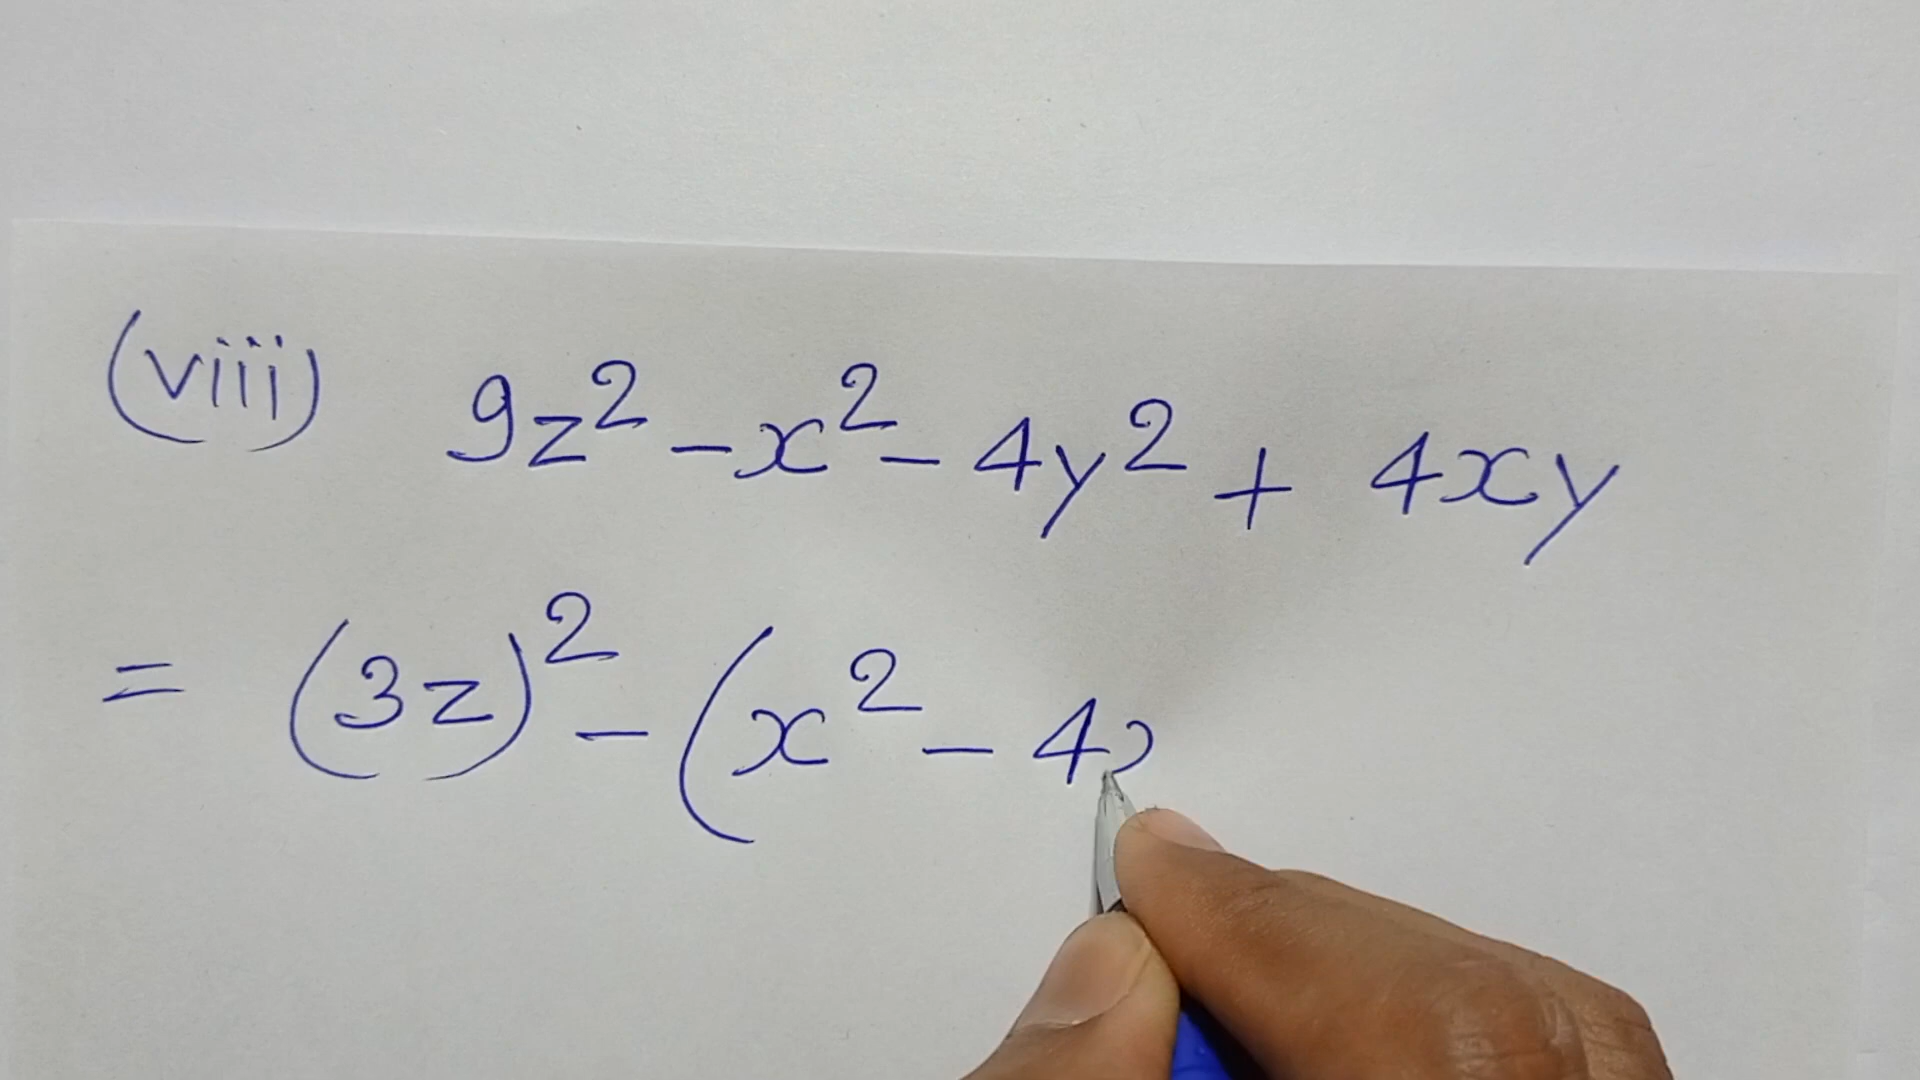 (viii) 9z² - x² - 4y² + 4xy
= (3z)² - (x² - 4